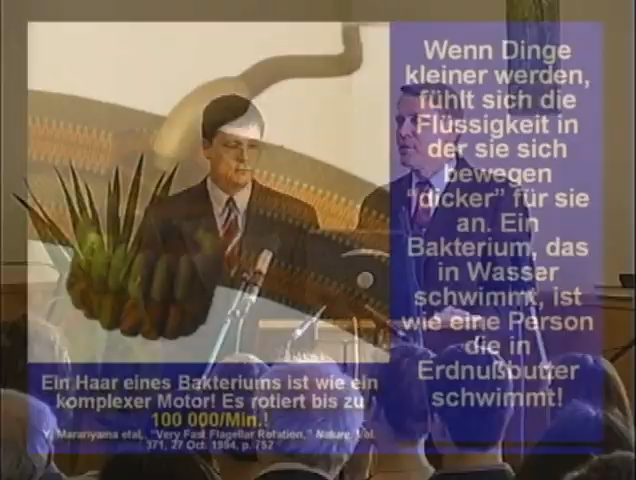 Wenn Dinge
kleiner werden,
fühlt sich die
Flüssigkeit in
der sie sich
bewegen
“dicker” für sie
an. Ein
Bakterium, das
in Wasser
schwimmt, ist
wie eine Person
die in
Erdnußbutter
schwimmt!
Ein Haar eines Bakteriums ist wie ein
komplexer Motor! Es rotiert bis zu
100 000/Min.!
Y. Maranyama etal., “Very Fast Flagellar Rotation,” Nature, Vol.
371, 27 Oct. 1994, p. 752